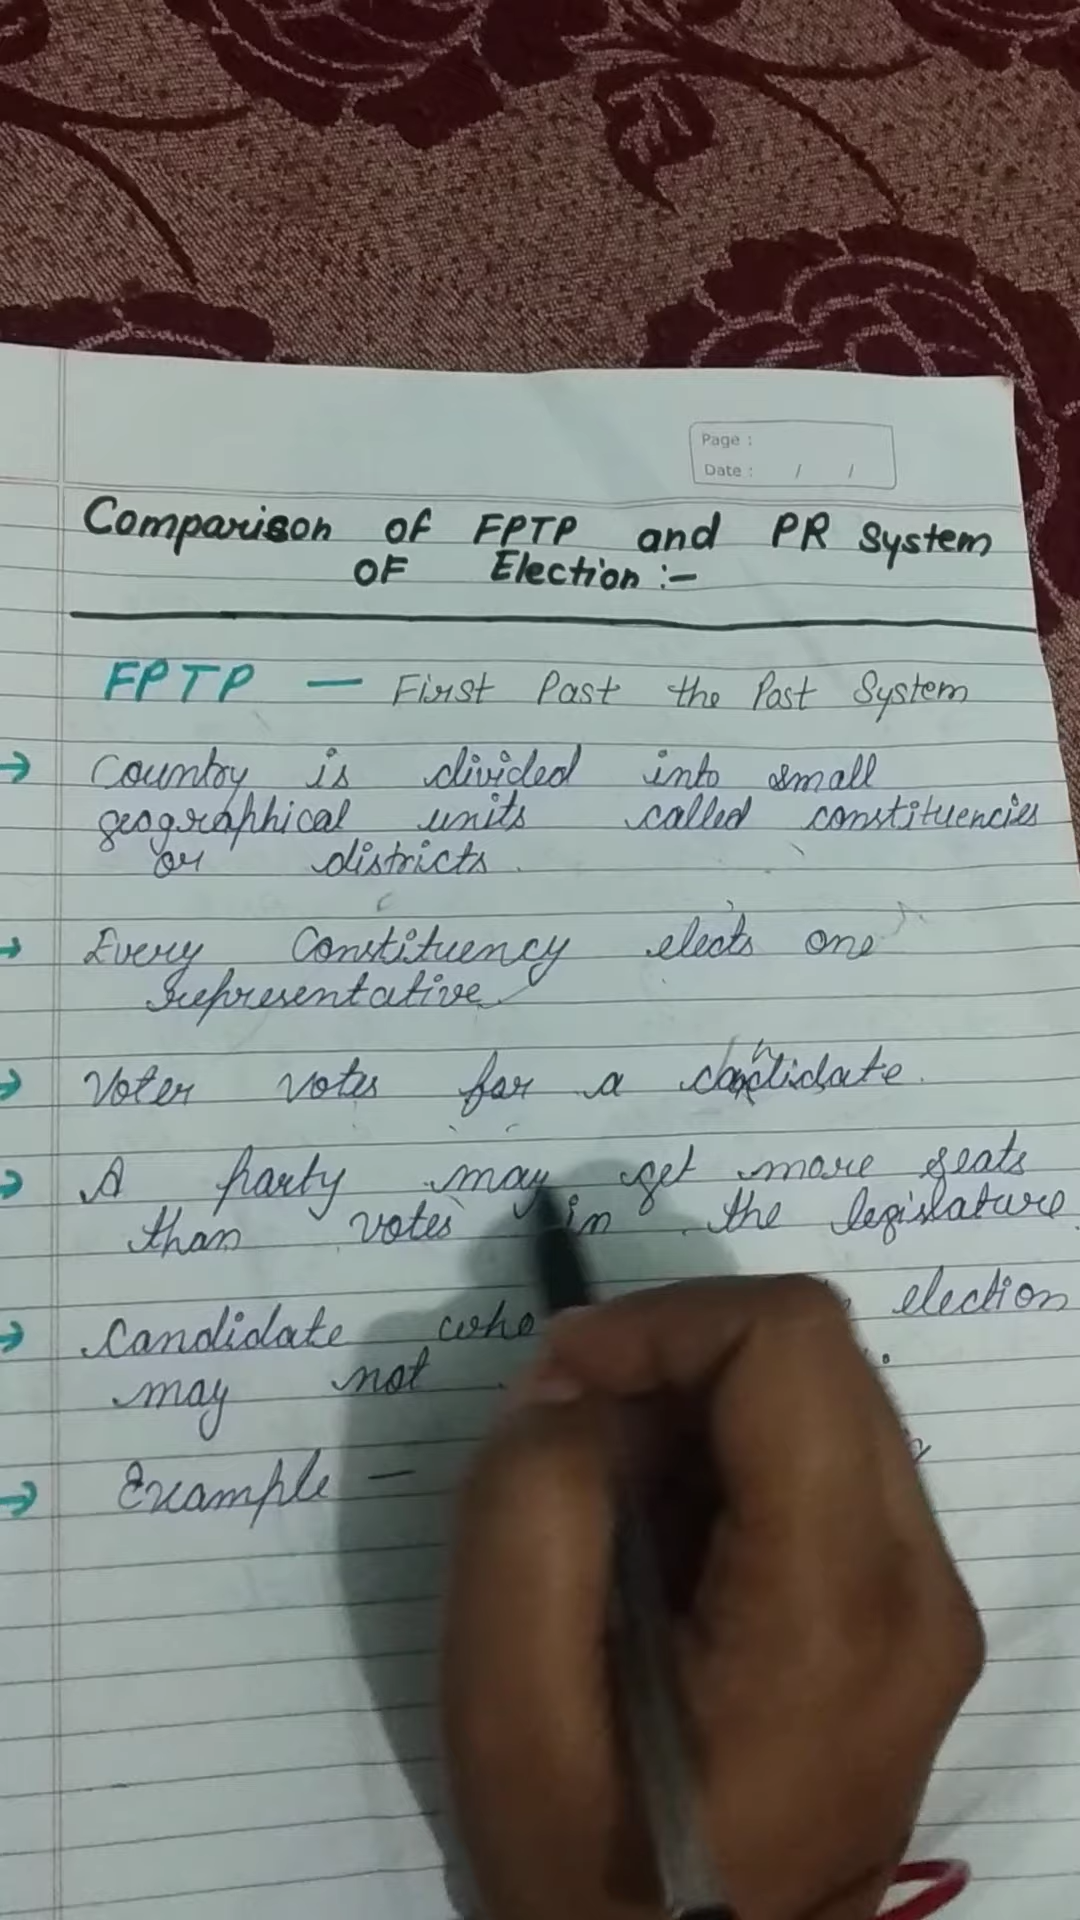 Page :
Date : / /
Comparison of FPTP and PR System
OF Election :-
FPTP — First Past the Post System
→ Country is divided into small
geographical units called constituencies
or districts.
→ Every Constituency elects one
representative
→ Voter votes for a candidate.
→ A party may get more seats
than votes in the legislature.
→ Candidate who election
may not
→ Example —